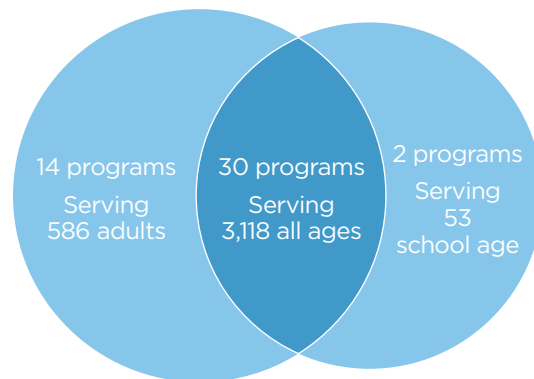 14 programs
Serving
586 adults
30 programs
Serving
3,118 all ages
2 programs
Serving
53
school age